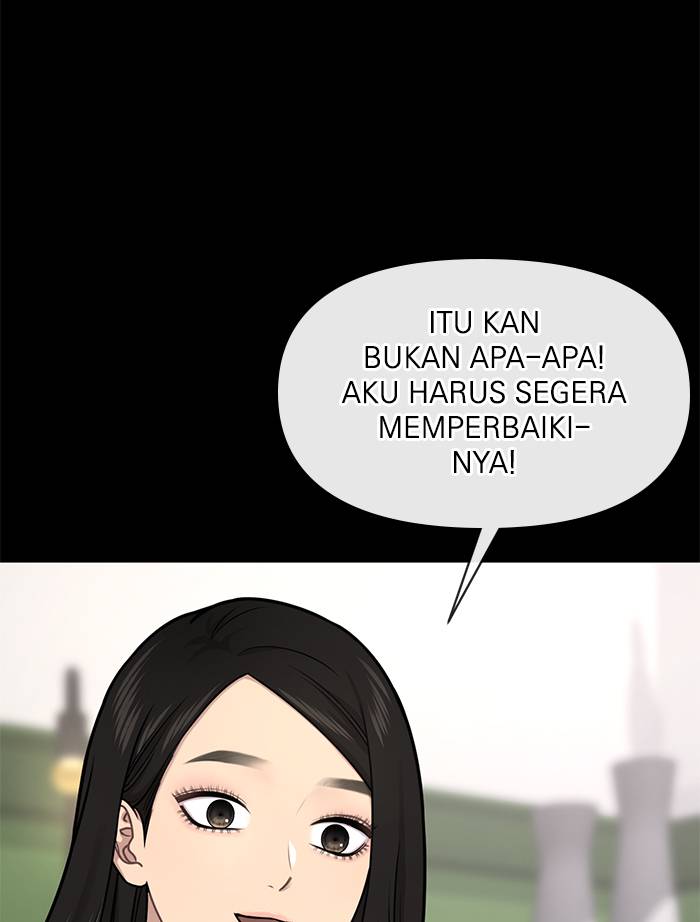 ITU KAN
BUKAN APA-APA!
AKU HARUS SEGERA
MEMPERBAIKI-
NYA!